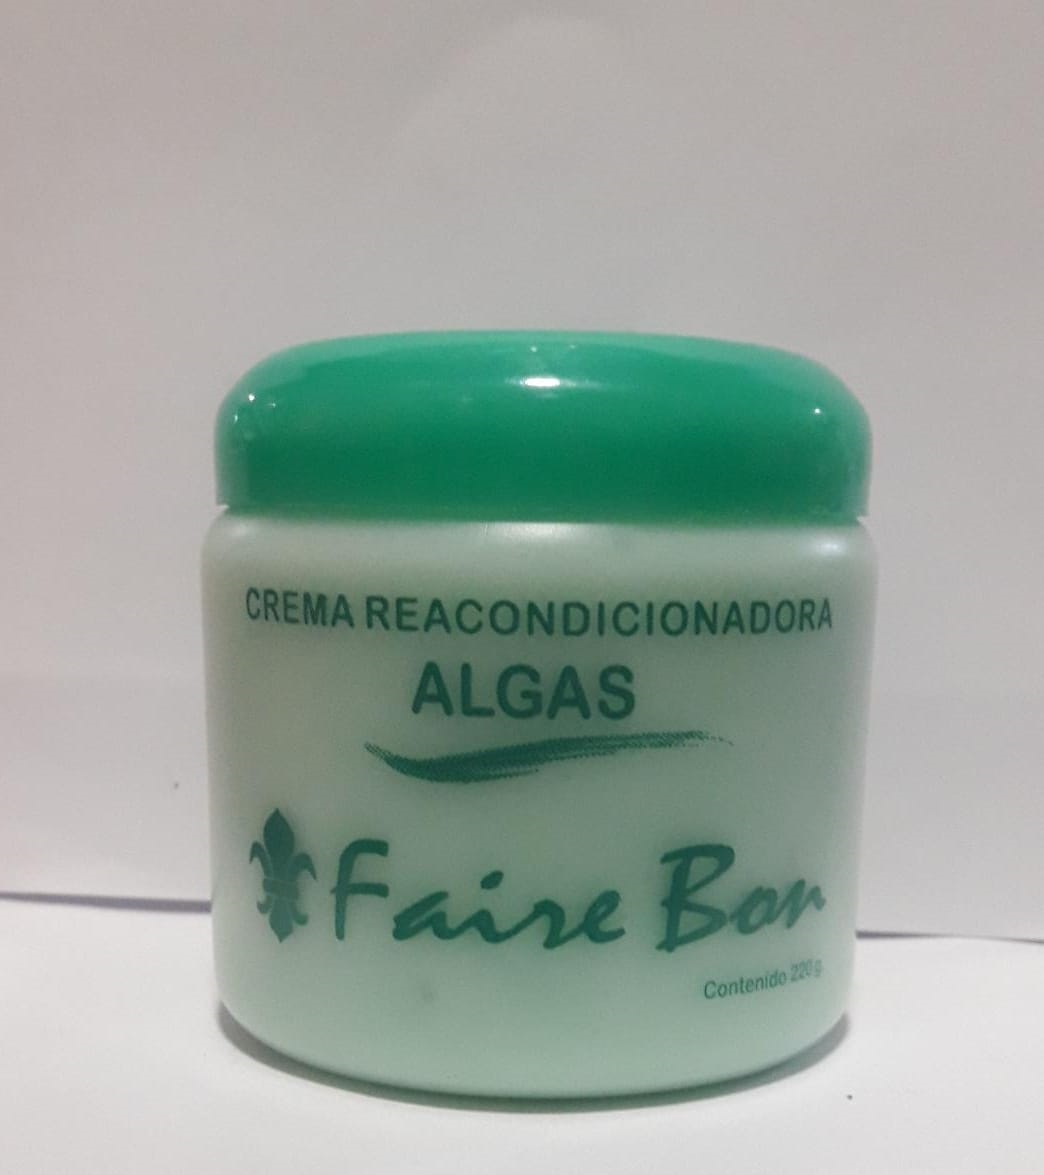 CREMA REACONDICIONADORA
ALGAS
Faire Bon
Contenido 220 g